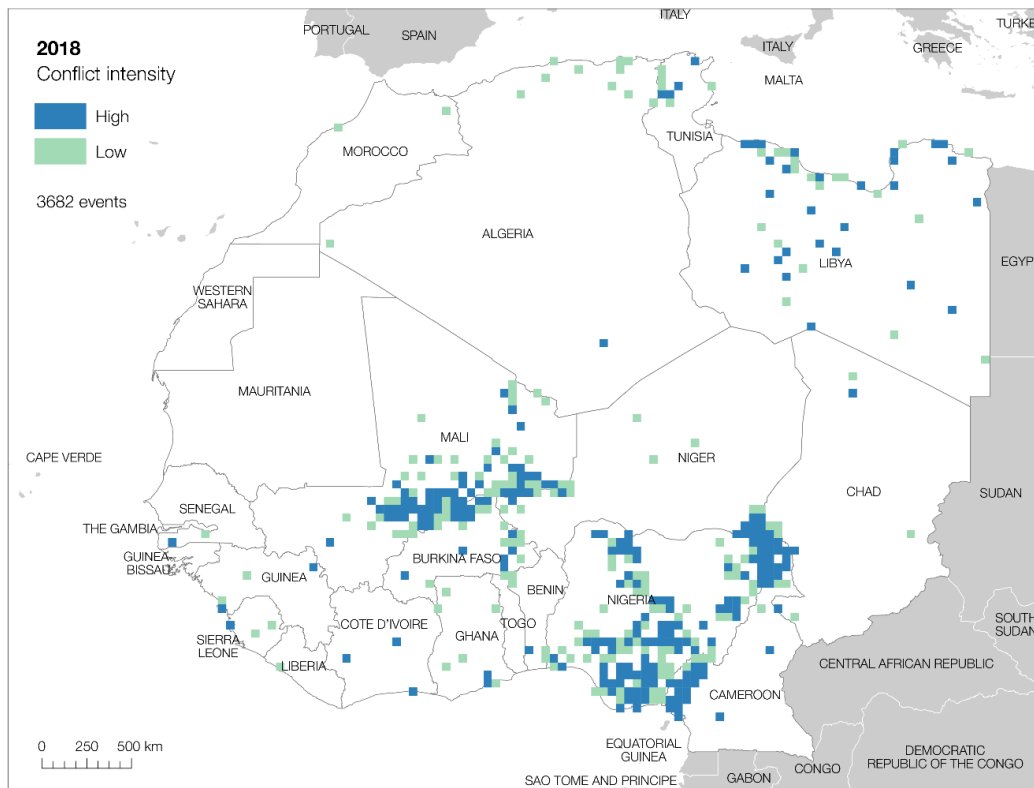 2018
Conflict intensity
High
Low
3682 events
PORTUGAL
SPAIN
ITALY
ITALY
GREECE
TURKE
MALTA
TUNISIA
MOROCCO
ALGERIA
LIBYA
EGYP
WESTERN
SAHARA
MAURITANIA
MALI
NIGER
CHAD
SUDAN
CAPE VERDE
SENEGAL
THE GAMBIA
GUINEA-
BISSAU
GUINEA
BURKINA FASO
BENIN
NIGERIA
SIERRA
LEONE
LIBERIA
COTE D'IVOIRE
GHANA
TOGO
SOUTH
SUDAN
CENTRAL AFRICAN REPUBLIC
CAMEROON
EQUATORIAL
GUINEA
SAO TOME AND PRINCIPE
GABON
CONGO
DEMOCRATIC
REPUBLIC OF THE CONGO
0 250 500 km